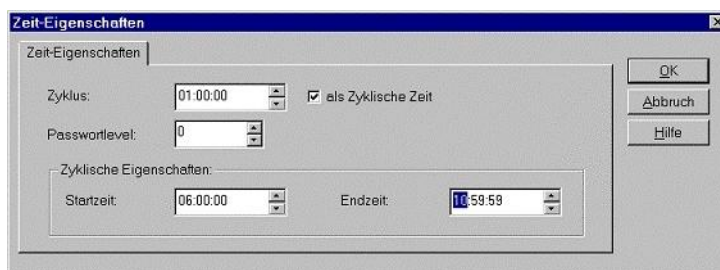 Zeit-Eigenschaften
Zeit-Eigenschaften
OK
Zyklus: 01:00:00 als Zyklische Zeit
Abbruch
Passwortlevel: 0
Hilfe
Zyklische Eigenschaften:
Startzeit: 06:00:00 Endzeit: 10:59:59